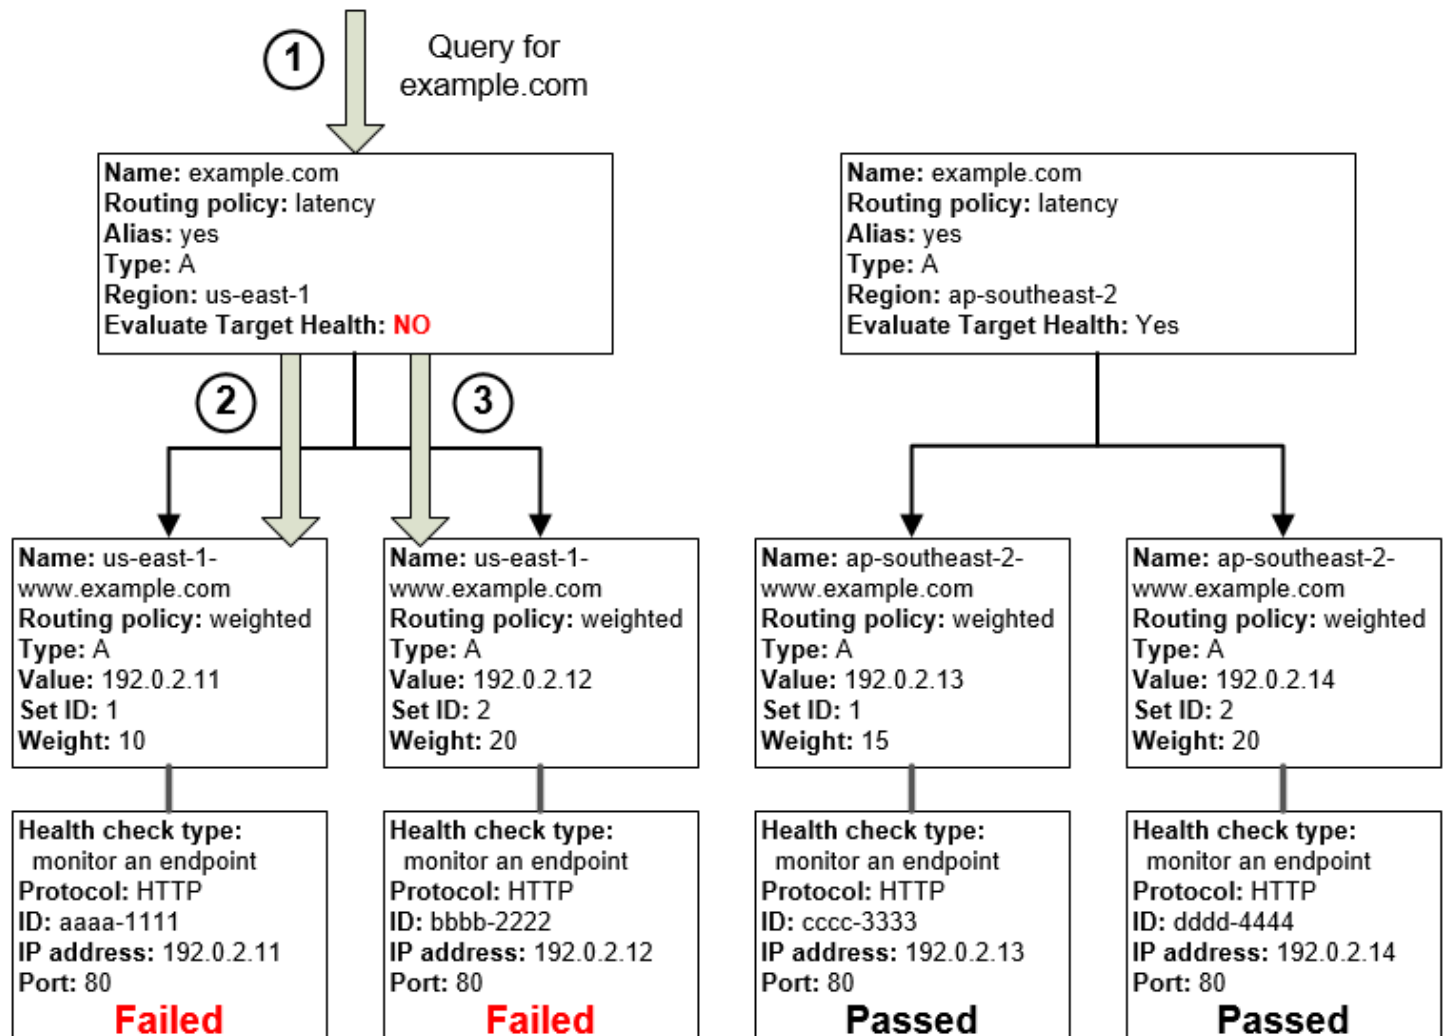 1
Query for
example.com
Name: example.com
Routing policy: latency
Alias: yes
Type: A
Region: us-east-1
Evaluate Target Health: NO
Name: example.com
Routing policy: latency
Alias: yes
Type: A
Region: ap-southeast-2
Evaluate Target Health: Yes
2
3
Name: us-east-1-
www.example.com
Routing policy: weighted
Type: A
Value: 192.0.2.11
Set ID: 1
Weight: 10
Name: us-east-1-
www.example.com
Routing policy: weighted
Type: A
Value: 192.0.2.12
Set ID: 2
Weight: 20
Name: ap-southeast-2-
www.example.com
Routing policy: weighted
Type: A
Value: 192.0.2.13
Set ID: 1
Weight: 15
Name: ap-southeast-2-
www.example.com
Routing policy: weighted
Type: A
Value: 192.0.2.14
Set ID: 2
Weight: 20
Health check type:
monitor an endpoint
Protocol: HTTP
ID: aaaa-1111
IP address: 192.0.2.11
Port: 80
Failed
Health check type:
monitor an endpoint
Protocol: HTTP
ID: bbbb-2222
IP address: 192.0.2.12
Port: 80
Failed
Health check type:
monitor an endpoint
Protocol: HTTP
ID: cccc-3333
IP address: 192.0.2.13
Port: 80
Passed
Health check type:
monitor an endpoint
Protocol: HTTP
ID: dddd-4444
IP address: 192.0.2.14
Port: 80
Passed